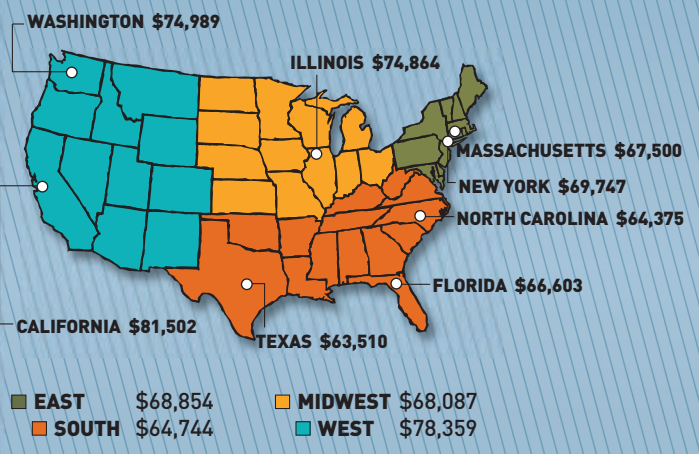 WASHINGTON $74,989
ILLINOIS $74,864
MASSACHUSETTS $67,500
NEW YORK $69,747
NORTH CAROLINA $64,375
FLORIDA $66,603
CALIFORNIA $81,502
TEXAS $63,510
EAST $68,854
MIDWEST $68,087
SOUTH $64,744
WEST $78,359